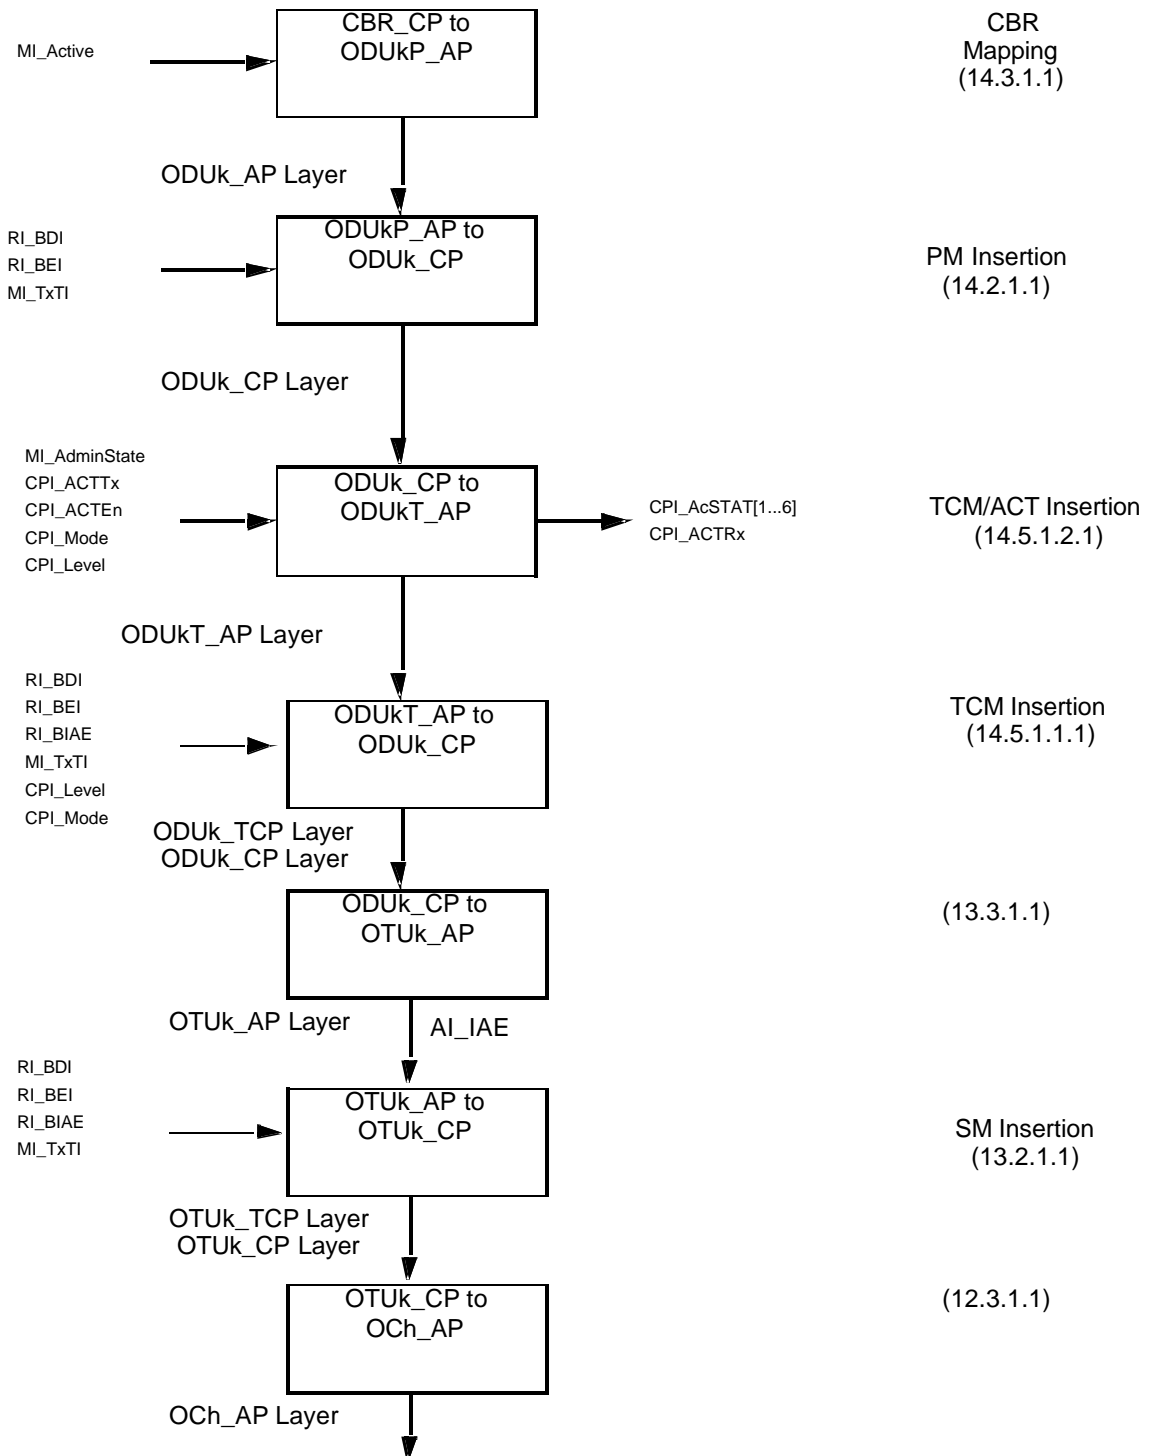 CBR_CP to
ODUkP_AP
MI_Active
CBR
Mapping
(14.3.1.1)
ODUk_AP Layer
ODUkP_AP to
ODUk_CP
RI_BDI
RI_BEI
MI_TxTI
PM Insertion
(14.2.1.1)
ODUk_CP Layer
MI_AdminState
CPI_ACTTx
CPI_ACTEn
CPI_Mode
CPI_Level
ODUk_CP to
ODUkT_AP
CPI_AcSTAT[1...6]
CPI_ACTRx
TCM/ACT Insertion
(14.5.1.2.1)
ODUkT_AP Layer
RI_BDI
RI_BEI
RI_BIAE
MI_TxTI
CPI_Level
CPI_Mode
ODUkT_AP to
ODUk_CP
TCM Insertion
(14.5.1.1.1)
ODUk_TCP Layer
ODUk_CP Layer
ODUk_CP to
OTUk_AP
(13.3.1.1)
OTUk_AP Layer
AI_IAE
RI_BDI
RI_BEI
RI_BIAE
MI_TxTI
OTUk_AP to
OTUk_CP
SM Insertion
(13.2.1.1)
OTUk_TCP Layer
OTUk_CP Layer
OTUk_CP to
OCh_AP
(12.3.1.1)
OCh_AP Layer